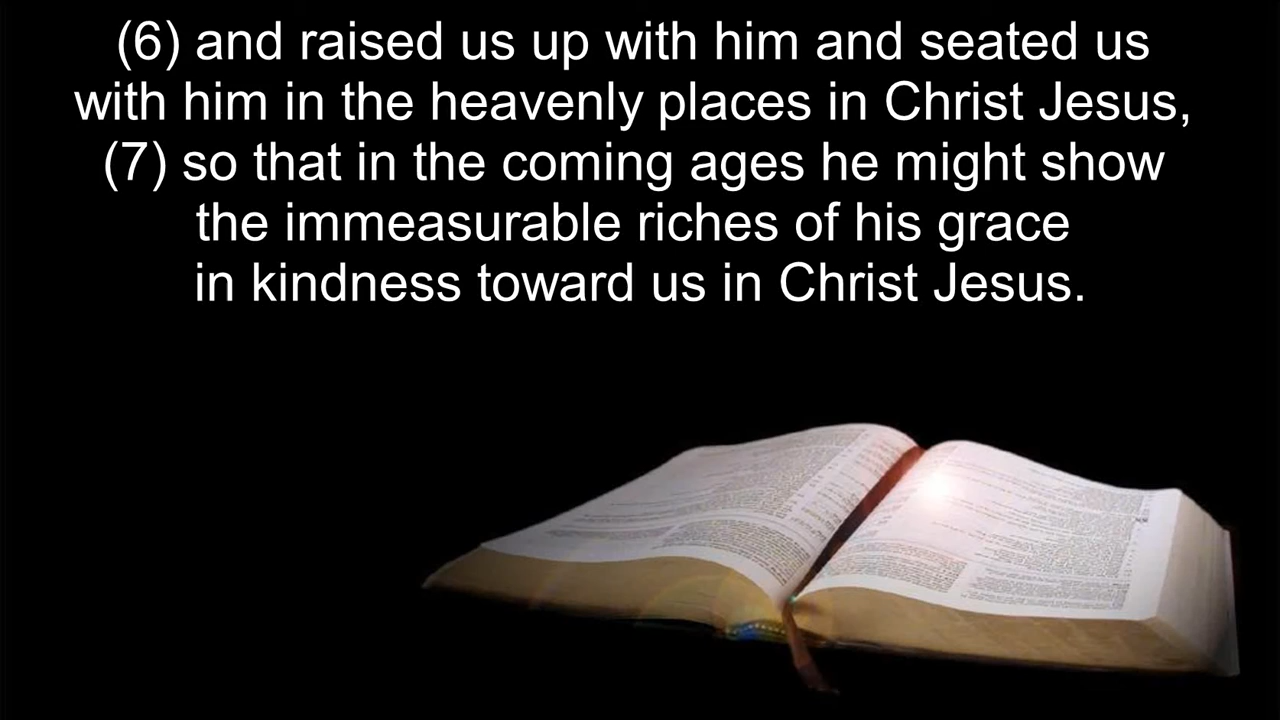 (6) and raised us up with him and seated us
with him in the heavenly places in Christ Jesus,
(7) so that in the coming ages he might show
the immeasurable riches of his grace
in kindness toward us in Christ Jesus.